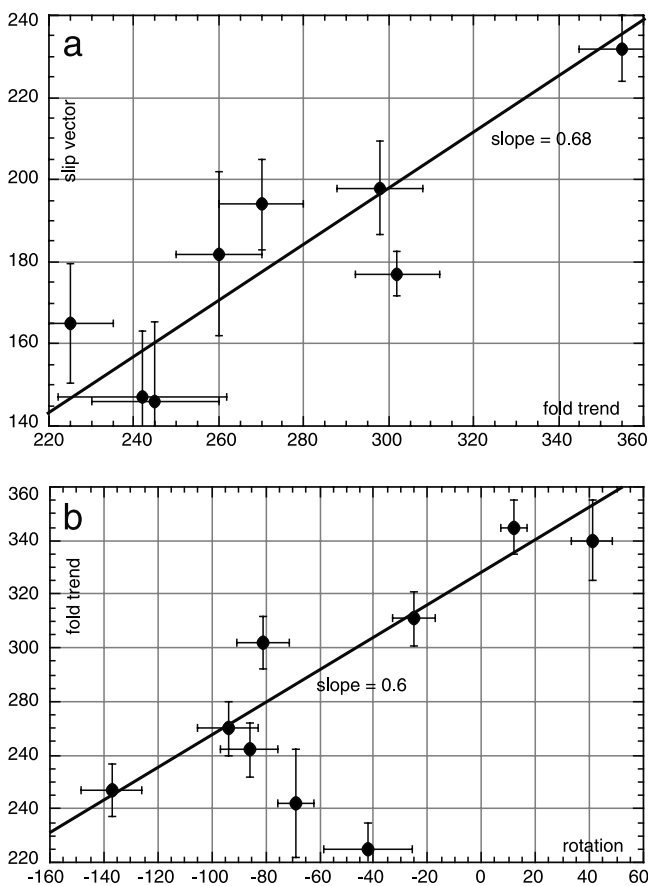 a
240
220
200
180
160
140
slip vector
slope = 0.68
fold trend
220 240 260 280 300 320 340 360
b
360
340
320
300
280
260
240
220
fold trend
slope = 0.6
rotation
-160 -140 -120 -100 -80 -60 -40 -20 0 20 40 60